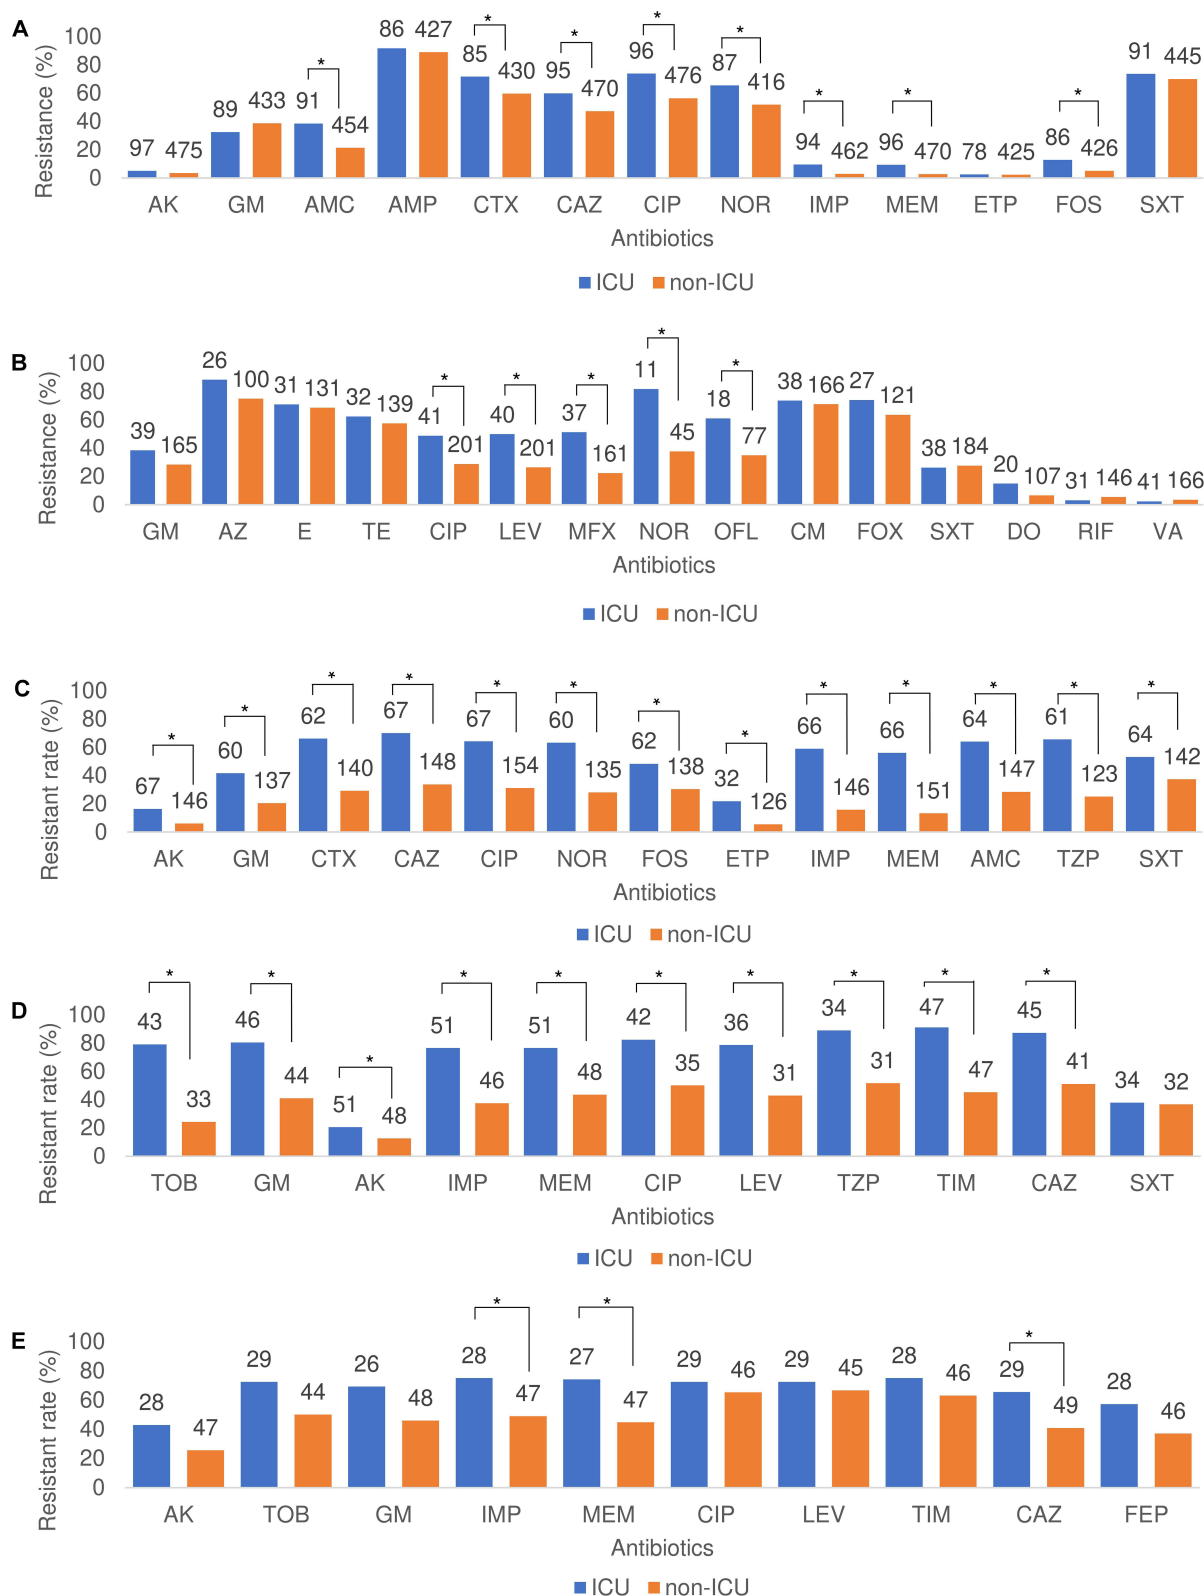 A
Resistance (%)
100
80
60
40
20
0
97 475 89 433 91 454 86 427 85 430 95 470 96 476 87 416 94 462 96 470 78 425 86 426 91 445
* * * * * * * *
AK GM AMC AMP CTX CAZ CIP NOR IMP MEM ETP FOS SXT
Antibiotics
ICU non-ICU
B
Resistance (%)
100
80
60
40
20
0
39 165 26 100 31 131 32 139 41 201 40 201 37 161 11 45 18 77 38 166 27 121 38 184 20 107 31 146 41 166
* * * * *
GM AZ E TE CIP LEV MFX NOR OFL CM FOX SXT DO RIF VA
Antibiotics
ICU non-ICU
C
Resistant rate (%)
100
80
60
40
20
0
67 146 60 137 62 140 67 148 67 154 60 135 62 138 32 126 66 146 66 151 64 147 61 123 64 142
* * * * * * * * * * * * *
AK GM CTX CAZ CIP NOR FOS ETP IMP MEM AMC TZP SXT
Antibiotics
ICU non-ICU
D
Resistant rate (%)
100
80
60
40
20
0
43 33 46 44 51 48 51 46 51 48 42 35 36 31 34 31 47 47 45 41 34 32
* * * * * * * * * *
TOB GM AK IMP MEM CIP LEV TZP TIM CAZ SXT
Antibiotics
ICU non-ICU
E
Resistant rate (%)
100
80
60
40
20
0
28 47 29 44 26 48 28 47 27 47 29 46 29 45 28 46 29 49 28 46
* * *
AK TOB GM IMP MEM CIP LEV TIM CAZ FEP
Antibiotics
ICU non-ICU